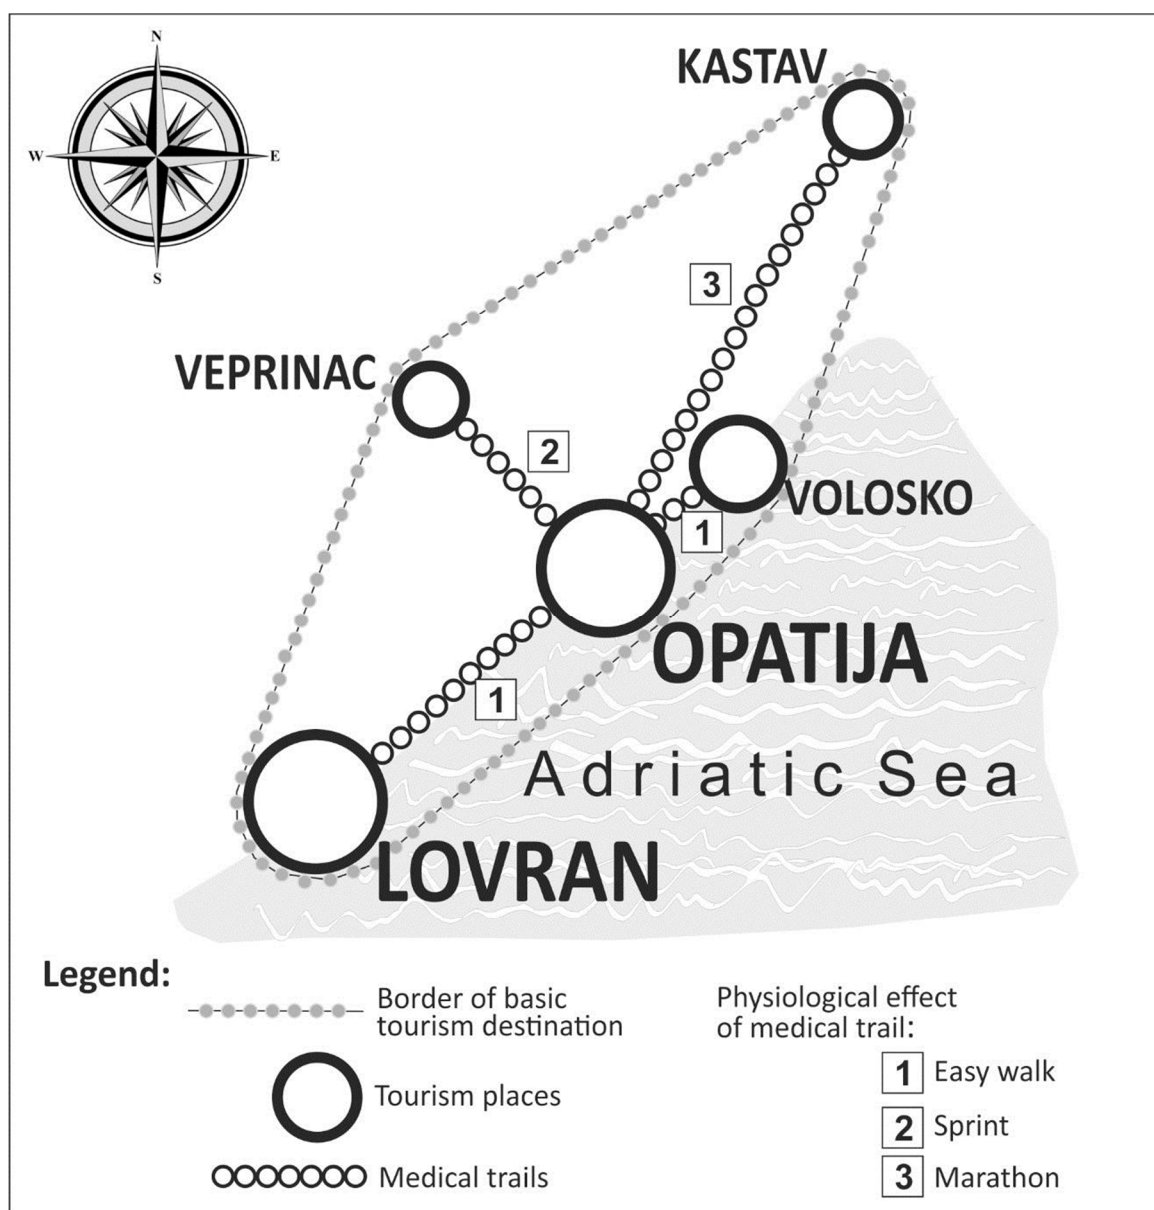 N
W
E
S
KASTAV
3
VEPRINAC
2
VOLOSKO
1
OPATIJA
1
Adriatic Sea
LOVRAN
Legend:
Border of basic
tourism destination
Tourism places
Medical trails
Physiological effect
of medical trail:
1 Easy walk
2 Sprint
3 Marathon